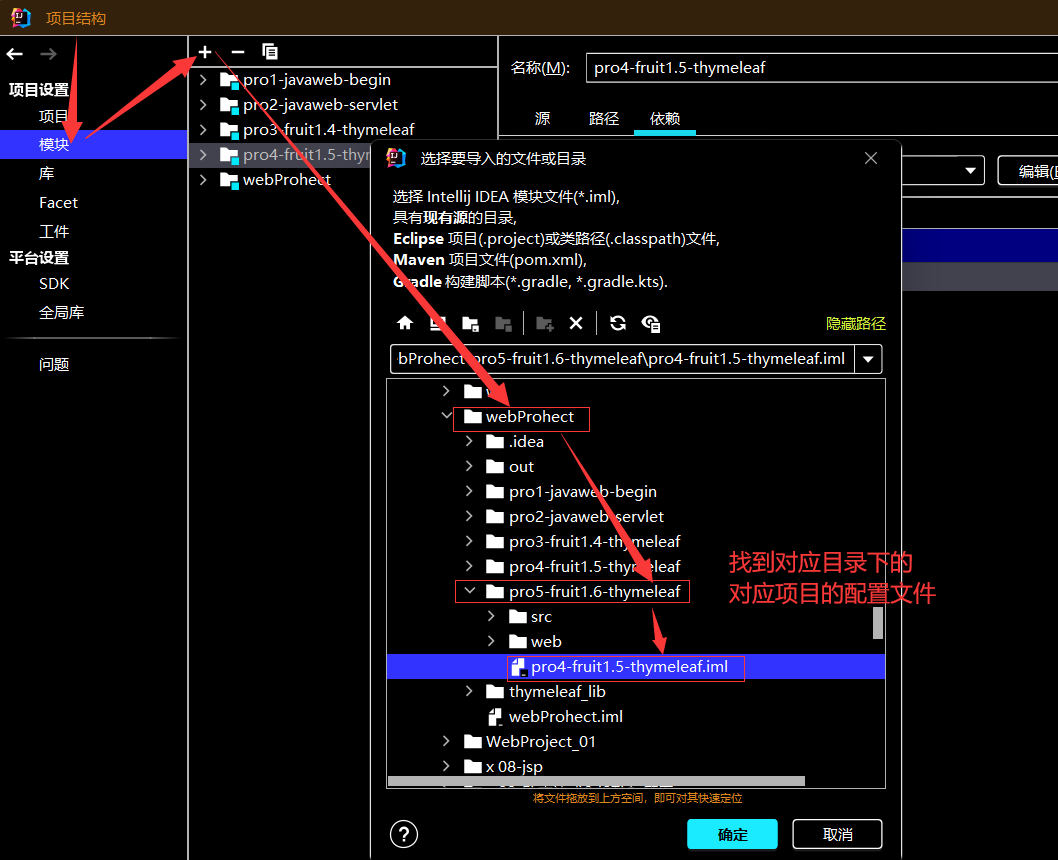 项目结构
项目设置
项目
模块
库
Facet
工件
平台设置
SDK
全局库
问题
pro1-javaweb-begin
pro2-javaweb-servlet
pro3-fruit1.4-thymeleaf
pro4-fruit1.5-thym
webProhect
名称(M):
pro4-fruit1.5-thymeleaf
源
路径
依赖
编辑(E
选择要导入的文件或目录
选择 Intellij IDEA 模块文件(*.iml),
具有现有源的目录,
Eclipse 项目(.project)或类路径(.classpath)文件,
Maven 项目文件(pom.xml),
Gradle 构建脚本(*.gradle, *.gradle.kts).
隐藏路径
bProhect\pro5-fruit1.6-thymeleaf\pro4-fruit1.5-thymeleaf.iml
webProhect
.idea
out
pro1-javaweb-begin
pro2-javaweb-servlet
pro3-fruit1.4-thymeleaf
pro4-fruit1.5-thymeleaf
pro5-fruit1.6-thymeleaf
src
web
pro4-fruit1.5-thymeleaf.iml
thymeleaf_lib
webProhect.iml
WebProject_01
x 08-jsp
找到对应目录下的
对应项目的配置文件
将文件拖放到上方空间，即可对其快速定位
?
确定
取消